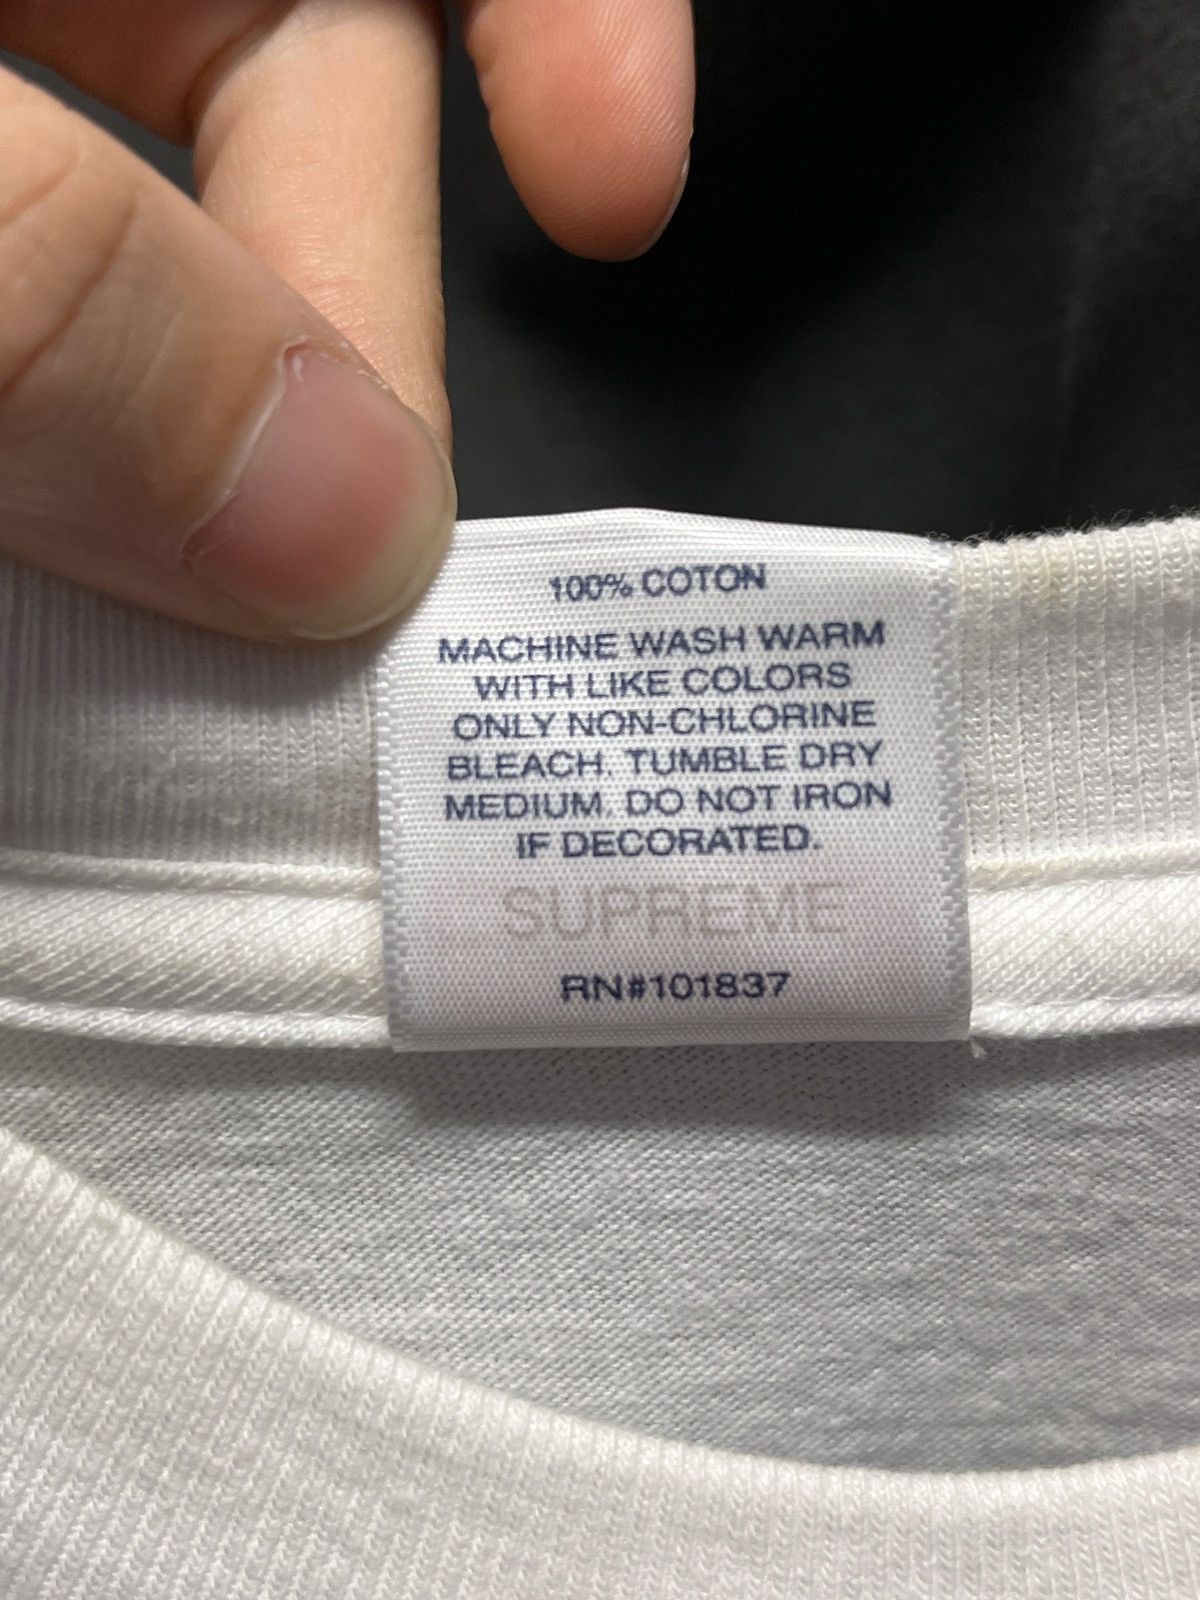 100% COTON
MACHINE WASH WARM
WITH LIKE COLORS
ONLY NON-CHLORINE
BLEACH. TUMBLE DRY
MEDIUM. DO NOT IRON
IF DECORATED.
SUPREME
RN#101837